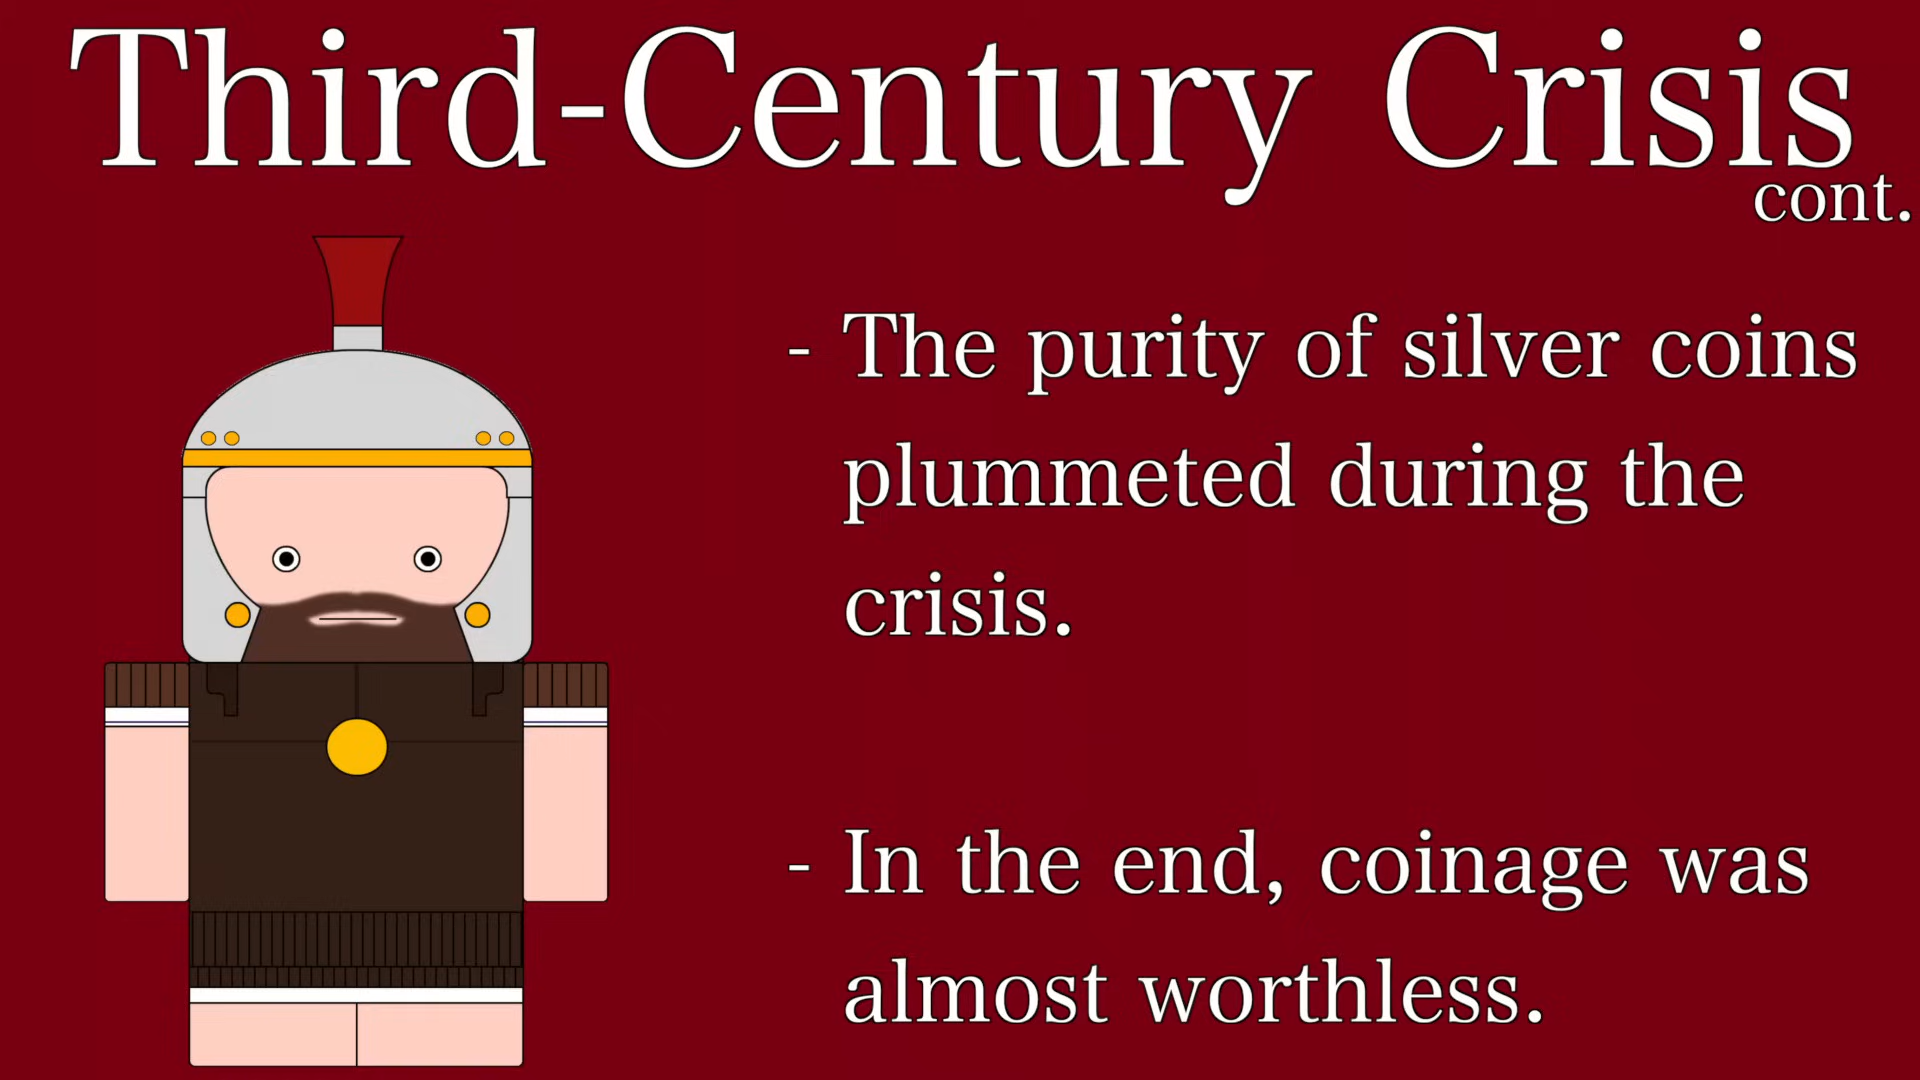 Third-Century Crisis
cont.
- The purity of silver coins
plummeted during the
crisis.
- In the end, coinage was
almost worthless.